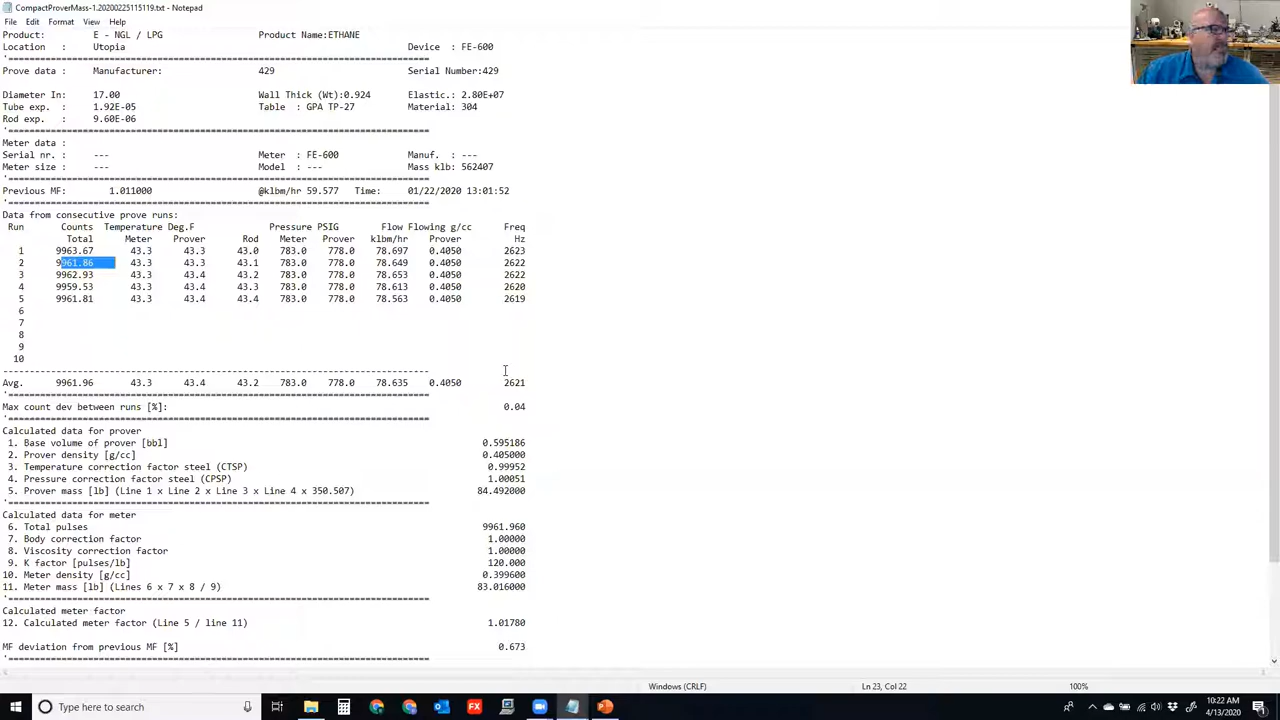 CompactProverMass-1.20200225115119.txt - Notepad
File Edit Format View Help
Product: E - NGL / LPG Product Name:ETHANE
Location : Utopia Device : FE-600
'==============================================================================
Prove data : Manufacturer: 429 Serial Number:429
Diameter In: 17.00 Wall Thick (Wt):0.924 Elastic.: 2.80E+07
Tube exp. : 1.92E-05 Table : GPA TP-27 Material: 304
Rod exp. : 9.60E-06
'==============================================================================
Meter data :
Serial nr. : --- Meter : FE-600 Manuf. : ---
Meter size : --- Model : --- Mass klb: 562407
'==============================================================================
Previous MF: 1.011000 @klbm/hr 59.577 Time: 01/22/2020 13:01:52
'==============================================================================
Data from consecutive prove runs:
Run Counts Temperature Deg.F Pressure PSIG Flow Flowing g/cc Freq
Total Meter Prover Rod Meter Prover klbm/hr Prover Hz
1 9963.67 43.3 43.3 43.0 783.0 778.0 78.697 0.4050 2623
2 9961.86 43.3 43.3 43.1 783.0 778.0 78.649 0.4050 2622
3 9962.93 43.3 43.4 43.2 783.0 778.0 78.653 0.4050 2622
4 9959.53 43.3 43.4 43.4 783.0 778.0 78.613 0.4050 2620
5 9961.81 43.3 43.4 43.4 783.0 778.0 78.563 0.4050 2619
6
7
8
9
10
------------------------------------------------------------------------------
Avg. 9961.96 43.3 43.4 43.2 783.0 778.0 78.635 0.4050 2621
'==============================================================================
Max count dev between runs [%]: 0.04
'==============================================================================
Calculated data for prover
1. Base volume of prover [bbl] 0.595186
2. Prover density [g/cc] 0.405000
3. Temperature correction factor steel (CTSP) 0.99952
4. Pressure correction factor steel (CPSP) 1.00051
5. Prover mass [lb] (Line 1 x Line 2 x Line 3 x Line 4 x 350.507) 84.492000
'==============================================================================
Calculated data for meter
6. Total pulses 9961.960
7. Body correction factor 1.00000
8. Viscosity correction factor 1.00000
9. K factor [pulses/lb] 120.000
10. Meter density [g/cc] 0.399600
11. Meter mass [lb] (Lines 6 x 7 x 8 / 9) 83.016000
'==============================================================================
Calculated meter factor
12. Calculated meter factor (Line 5 / line 11) 1.01780
MF deviation from previous MF [%] 0.673
'==============================================================================
Windows (CRLF) Ln 23, Col 22 100%
Type here to search
10:22 AM
4/13/2020